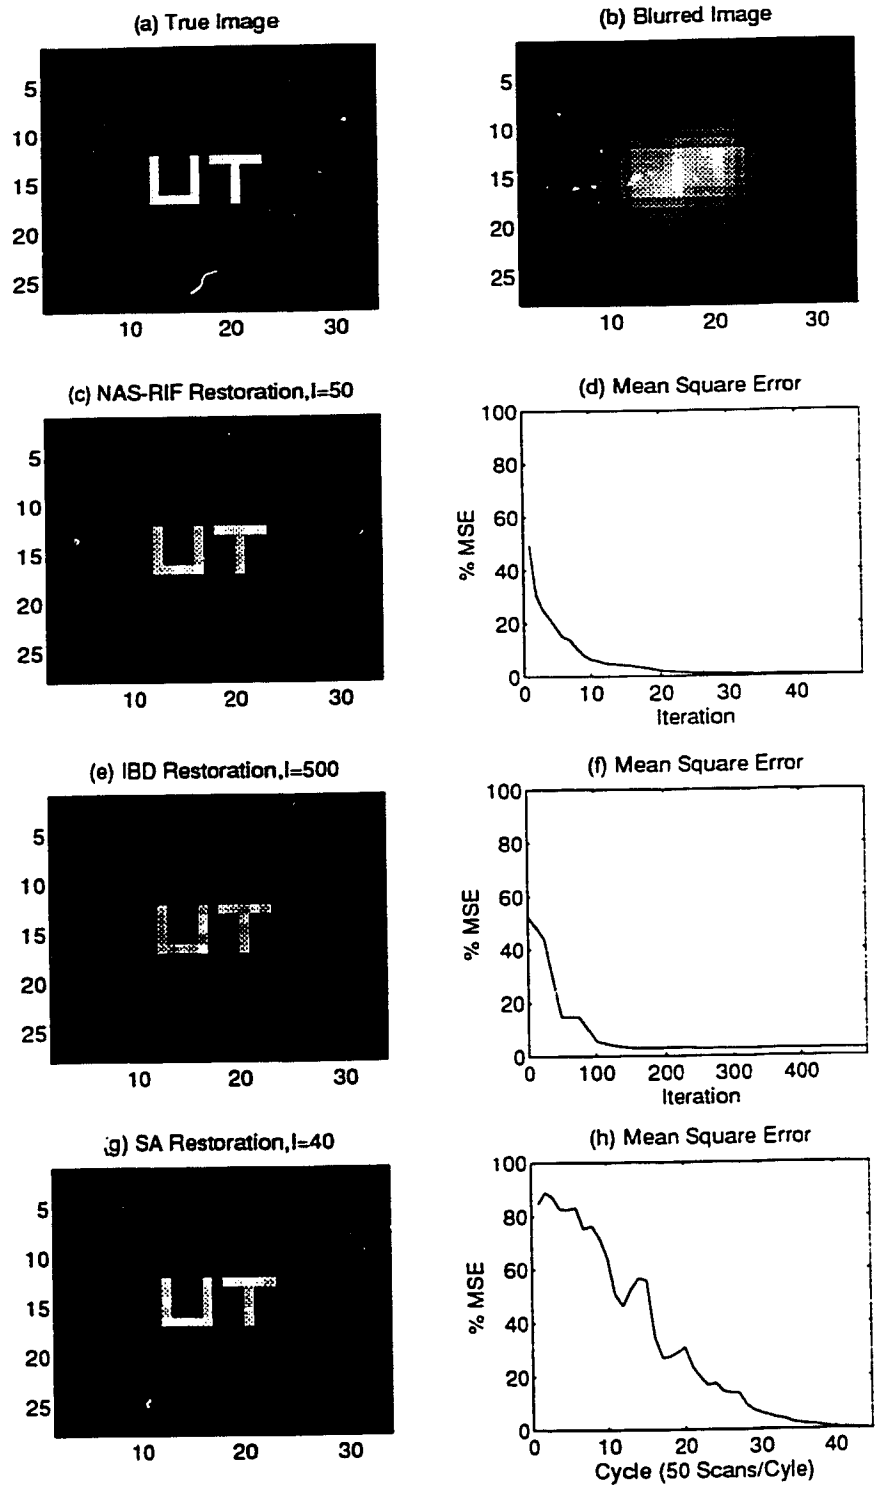 (a) True Image
5
10
15
20
25
UT
10 20 30
(b) Blurred Image
5
10
15
20
25
10 20 30
(c) NAS-RIF Restoration,I=50
5
10
15
20
25
UT
10 20 30
(d) Mean Square Error
100
80
60
40
20
0
% MSE
0 10 20 30 40
Iteration
(e) IBD Restoration,I=500
5
10
15
20
25
UT
10 20 30
(f) Mean Square Error
100
80
60
40
20
0
% MSE
0 100 200 300 400
Iteration
(g) SA Restoration,I=40
5
10
15
20
25
UT
10 20 30
(h) Mean Square Error
100
80
60
40
20
0
% MSE
0 10 20 30 40
Cycle (50 Scans/Cyle)